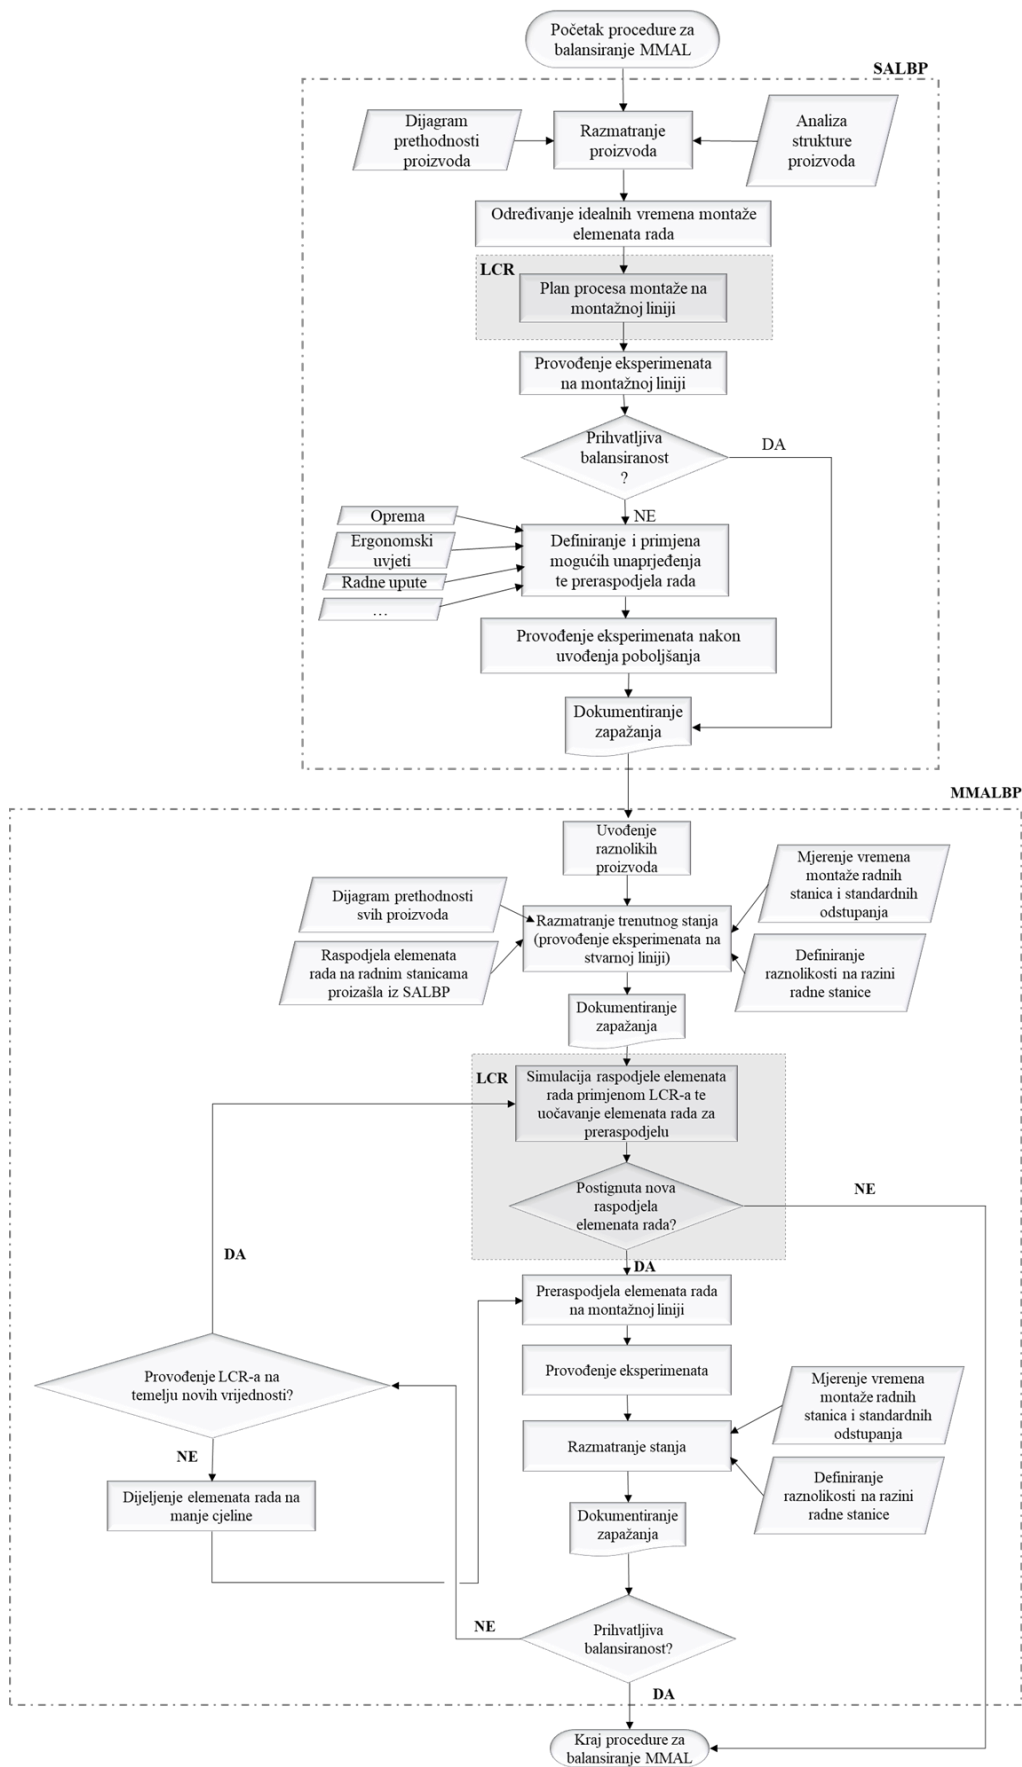 Početak procedure za
balansiranje MMAL
SALBP
Dijagram
prethodnosti
proizvoda
Razmatranje
proizvoda
Analiza
strukture
proizvoda
Određivanje idealnih vremena montaže
elemenata rada
LCR
Plan procesa montaže na
montažnoj liniji
Provođenje eksperimenata
na montažnoj liniji
Prihvatljiva
balansiranost
?
DA
NE
Oprema
Ergonomski
uvjeti
Radne upute
...
Definiranje i primjena
mogućih unaprjeđenja
te preraspodjela rada
Provođenje eksperimenata nakon
uvođenja poboljšanja
Dokumentiranje
zapažanja
MMALBP
Uvođenje
raznolikih
proizvoda
Dijagram prethodnosti
svih proizvoda
Raspodjela elemenata
rada na radnim stanicama
proizašla iz SALBP
Razmatranje trenutnog stanja
(provođenje eksperimenata na
stvarnoj liniji)
Mjerenje vremena
montaže radnih
stanica i standardnih
odstupanja
Definiranje
raznolikosti na razini
radne stanice
Dokumentiranje
zapažanja
LCR
Simulacija raspodjele elemenata
rada primjenom LCR-a te
uočavanje elemenata rada za
preraspodjelu
Postignuta nova
raspodjela
elemenata rada?
NE
DA
DA
Preraspodjela elemenata rada
na montažnoj liniji
Provođenje eksperimenata
Provođenje LCR-a na
temelju novih vrijednosti?
NE
Dijeljenje elemenata rada na
manje cjeline
Razmatranje stanja
Mjerenje vremena
montaže radnih
stanica i standardnih
odstupanja
Definiranje
raznolikosti na razini
radne stanice
Dokumentiranje
zapažanja
NE
Prihvatljiva
balansiranost?
DA
Kraj procedure za
balansiranje MMAL